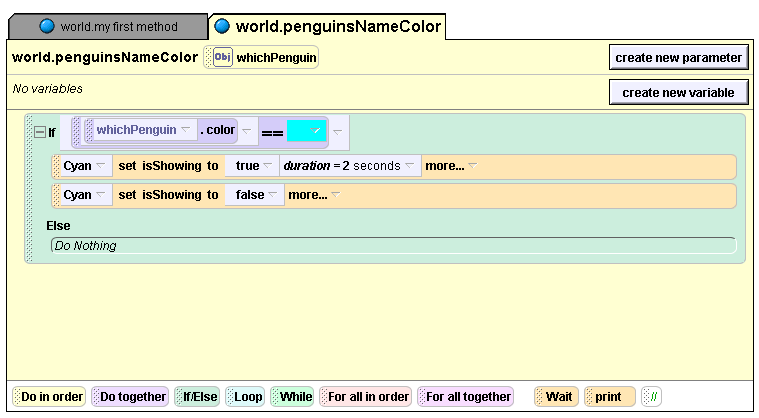 world.my first method world.penguinsNameColor
world.penguinsNameColor Obj whichPenguin create new parameter
No variables create new variable
If whichPenguin . color ==
Cyan set isShowing to true duration = 2 seconds more...
Cyan set isShowing to false more...
Else
Do Nothing
Do in order Do together If/Else Loop While For all in order For all together Wait print //